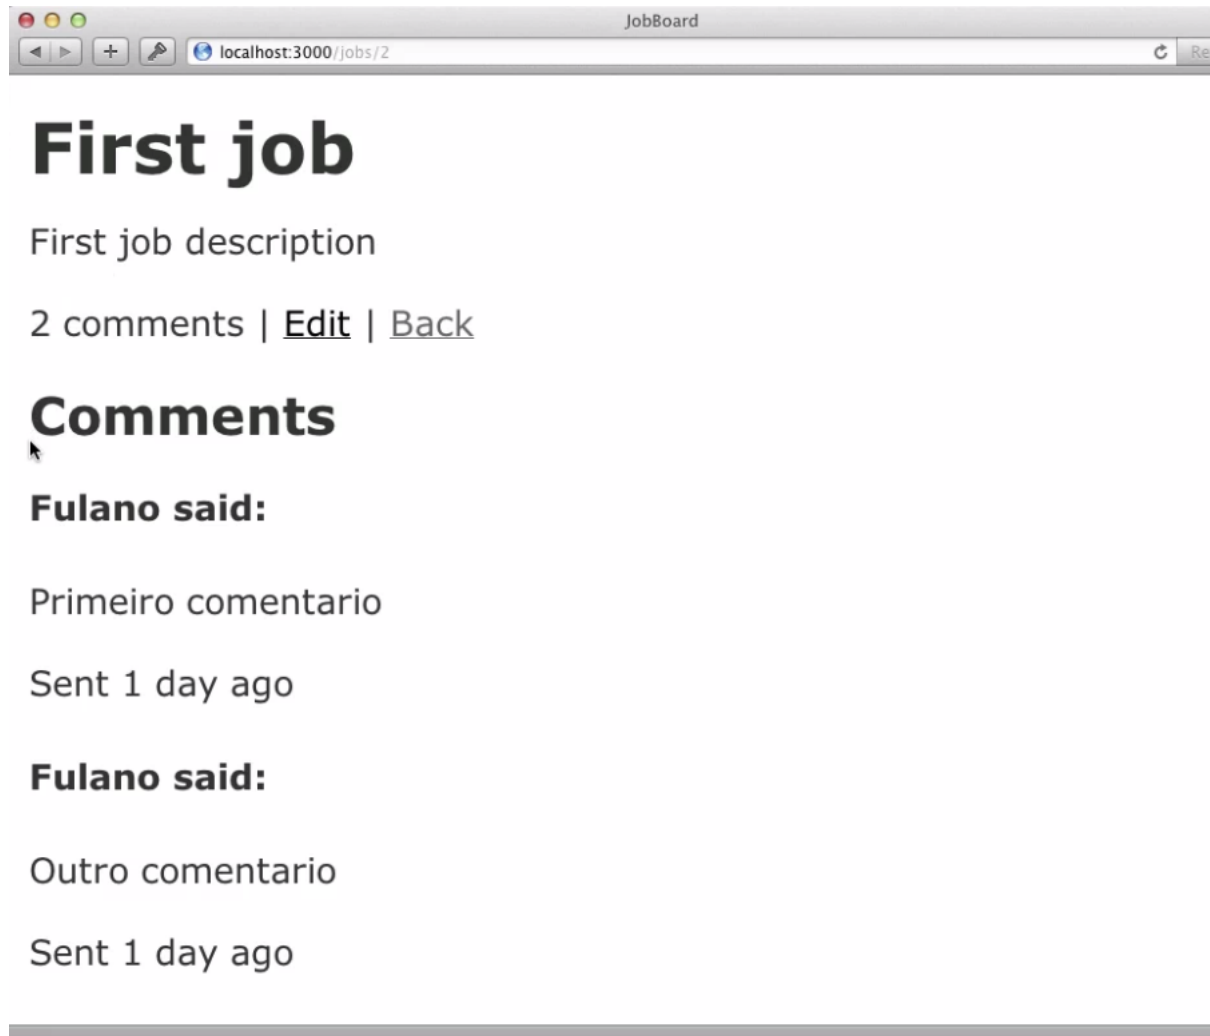 JobBoard
localhost:3000/jobs/2
Re
First job
First job description
2 comments | Edit | Back
Comments
Fulano said:
Primeiro comentario
Sent 1 day ago
Fulano said:
Outro comentario
Sent 1 day ago